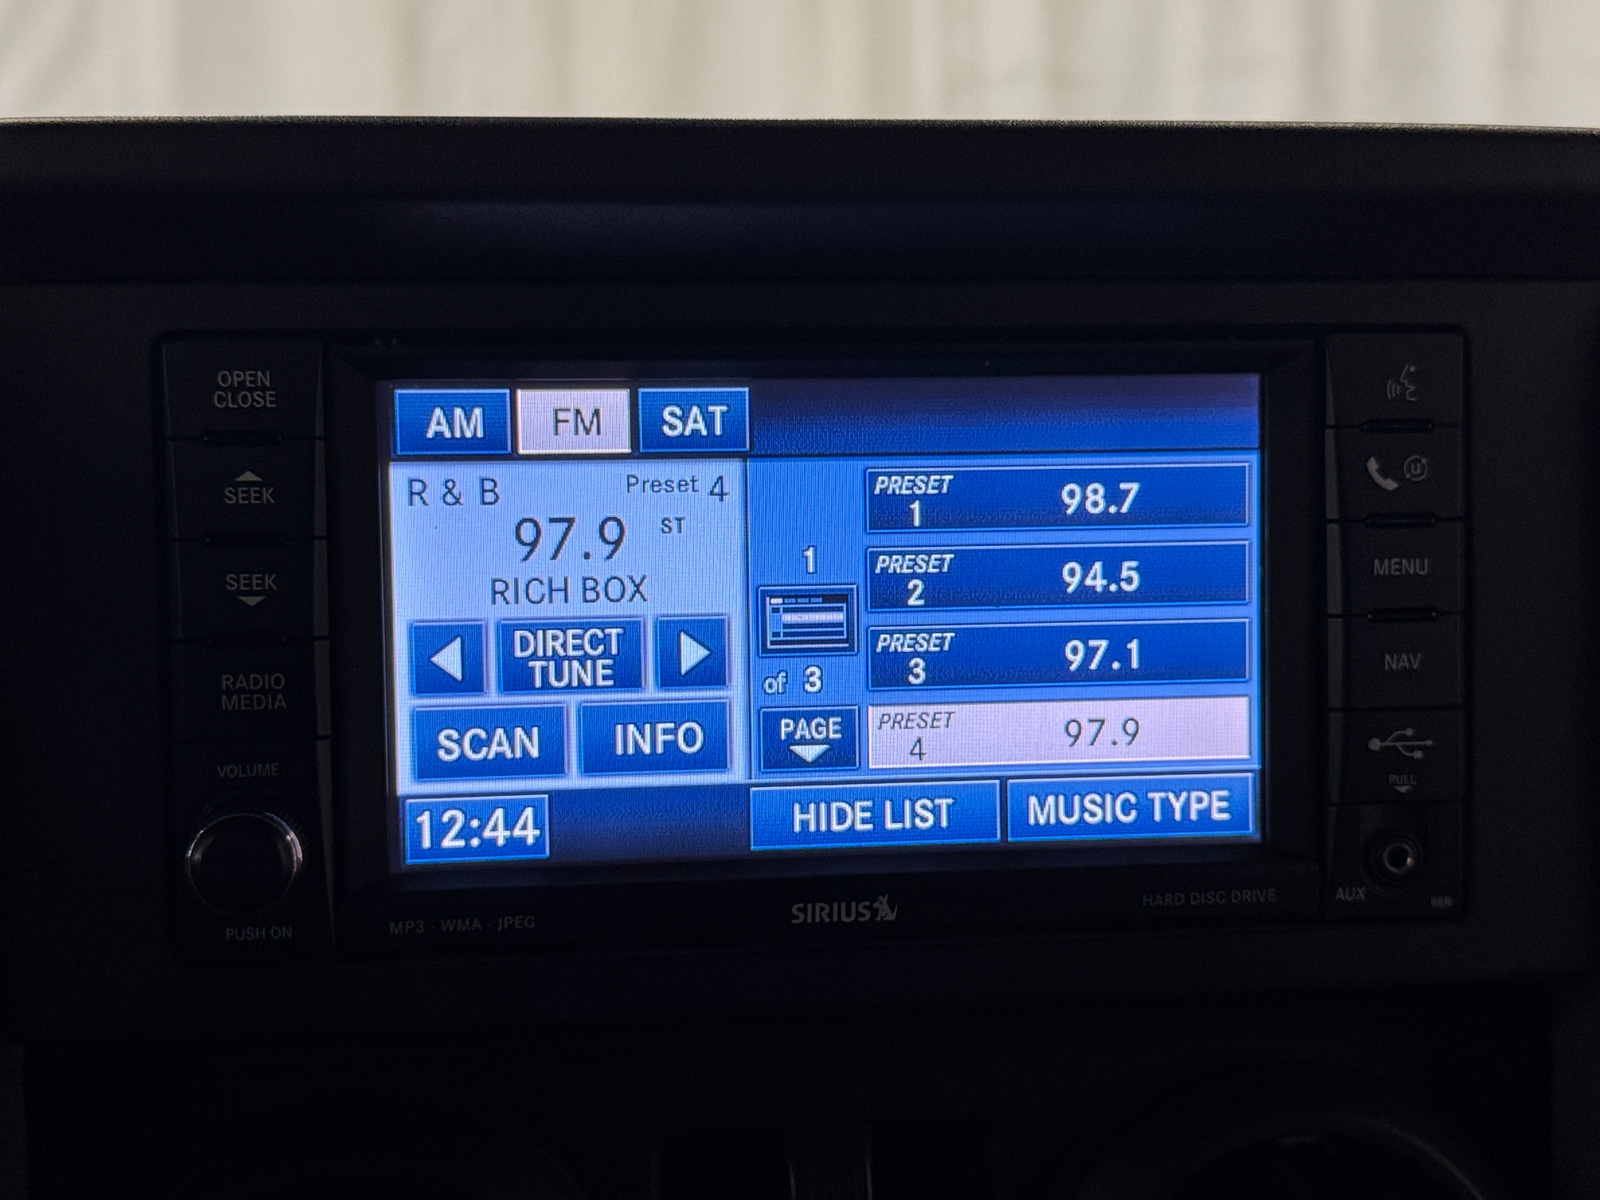 OPEN
CLOSE
SEEK
SEEK
RADIO
MEDIA
VOLUME
PUSH ON
AM
FM
SAT
R & B
Preset 4
97.9
ST
RICH BOX
DIRECT
TUNE
SCAN
INFO
12:44
1
of 3
PAGE
PRESET
1
98.7
PRESET
2
94.5
PRESET
3
97.1
PRESET
4
97.9
HIDE LIST
MUSIC TYPE
MP3 · WMA · JPEG
SIRIUS
HARD DISC DRIVE
MENU
NAV
PULL
AUX
RER